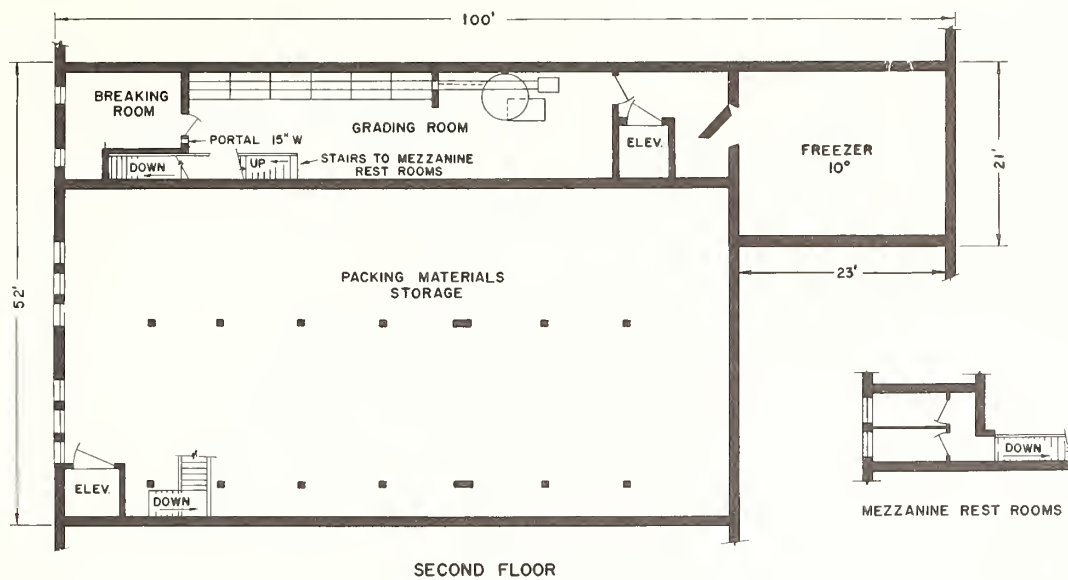 100'
BREAKING
ROOM
GRADING ROOM
PORTAL 15" W
DOWN
UP
STAIRS TO MEZZANINE
REST ROOMS
ELEV.
FREEZER
10°
21'
52'
23'
PACKING MATERIALS
STORAGE
ELEV.
DOWN
DOWN
MEZZANINE REST ROOMS
SECOND FLOOR